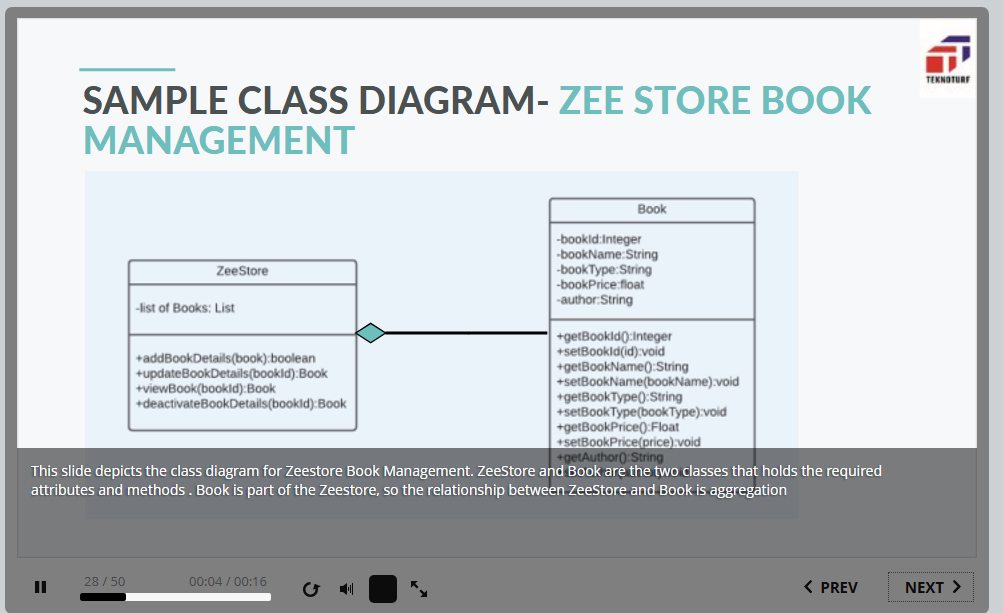 TEKNOTURF
SAMPLE CLASS DIAGRAM- ZEE STORE BOOK
MANAGEMENT
ZeeStore
-list of Books: List
+addBookDetails(book):boolean
+updateBookDetails(bookId):Book
+viewBook(bookId):Book
+deactivateBookDetails(bookId):Book
Book
-bookId:Integer
-bookName:String
-bookType:String
-bookPrice:float
-author:String
+getBookId():Integer
+setBookId(id):void
+getBookName():String
+setBookName(bookName):void
+getBookType():String
+setBookType(bookType):void
+getBookPrice():Float
+setBookPrice(price):void
+getAuthor():String
This slide depicts the class diagram for Zeestore Book Management. ZeeStore and Book are the two classes that holds the required
attributes and methods . Book is part of the Zeestore, so the relationship between ZeeStore and Book is aggregation
28 / 50
00:04 / 00:16
PREV
NEXT